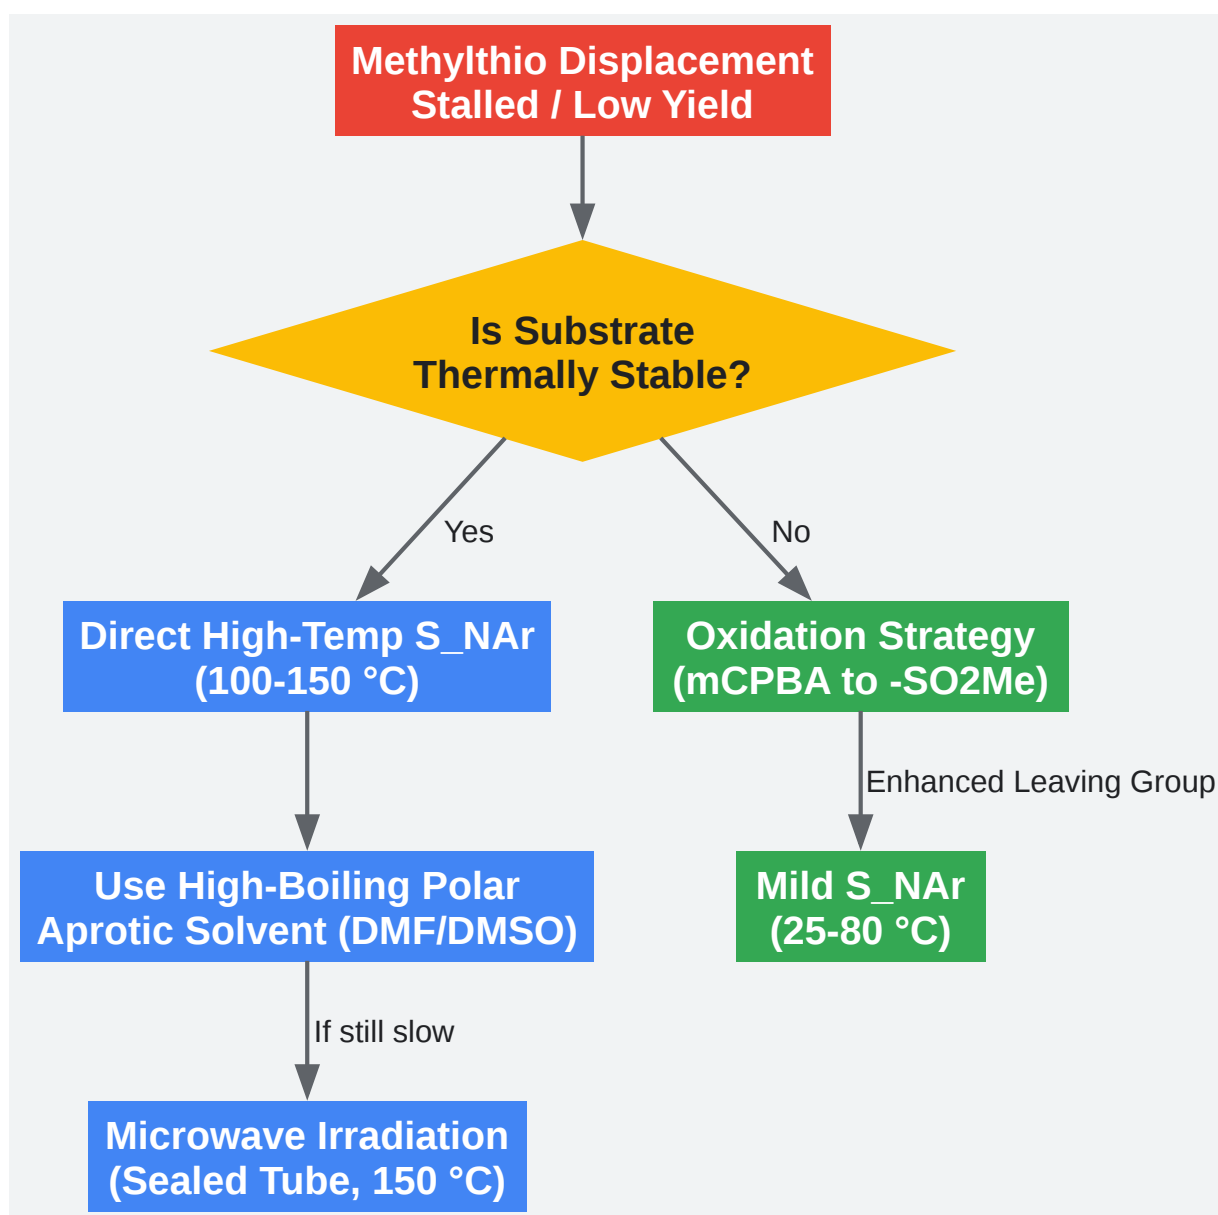 Methylthio Displacement
Stalled / Low Yield
Is Substrate
Thermally Stable?
Yes
No
Direct High-Temp S_NAr
(100-150 °C)
Oxidation Strategy
(mCPBA to -SO2Me)
Enhanced Leaving Group
Use High-Boiling Polar
Aprotic Solvent (DMF/DMSO)
Mild S_NAr
(25-80 °C)
If still slow
Microwave Irradiation
(Sealed Tube, 150 °C)